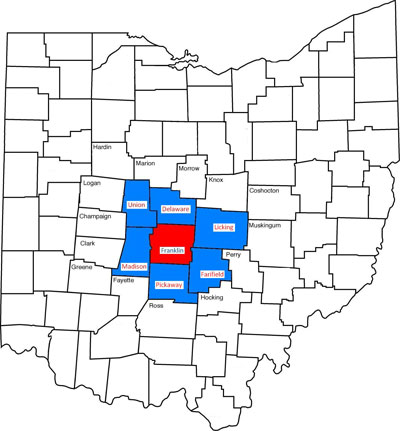 Hardin
Marion
Morrow
Logan
Knox
Coshocton
Union
Delaware
Champaign
Licking
Muskingum
Clark
Franklin
Perry
Greene
Madison
Fairfield
Fayette
Pickaway
Hocking
Ross